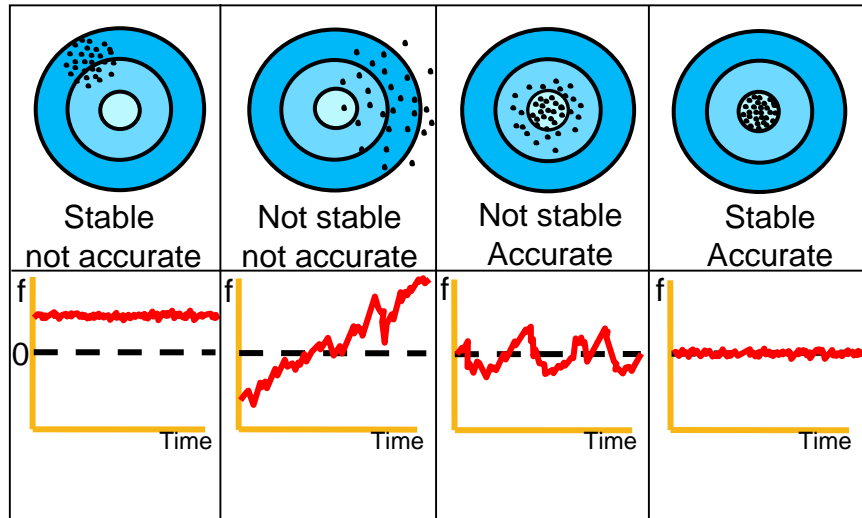 Stable
not accurate
Not stable
not accurate
Not stable
Accurate
Stable
Accurate
f
0
Time
f
Time
f
Time
f
Time